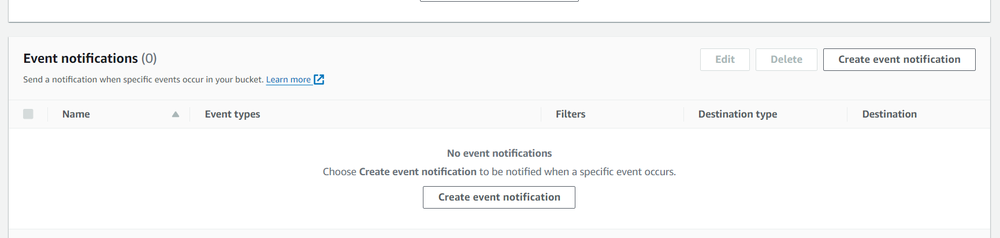 Event notifications (0)
Edit
Delete
Create event notification
Send a notification when specific events occur in your bucket. Learn more
Name
Event types
Filters
Destination type
Destination
No event notifications
Choose Create event notification to be notified when a specific event occurs.
Create event notification